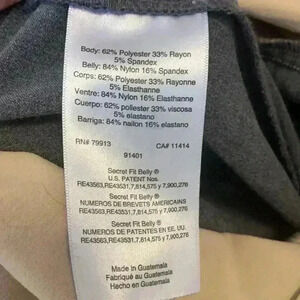 Body: 62% Polyester 33% Rayon
5% Spandex
Belly: 84% Nylon 16% Spandex
Corps: 62% Polyester 33% Rayonne
5% Elasthanne
Ventre: 84% Nylon 16% Elasthanne
Cuerpo: 62% poliester 33% viscosa
5% elastano
Barriga: 84% nailon 16% elastano
RN# 79913 CA# 11414
91401
Secret Fit Belly ®
U.S. PATENT Nos.
RE43563,RE43531,7,814,575 y 7,900,276
Secret Fit Belly ®
NUMEROS DE BREVETS AMERICAINS
RE43563,RE43531,7,814,575 y 7,900,276
Secret Fit Belly ®
NUMEROS DE PATENTES EN EE. UU.
RE43563,RE43531,7,814,575 y 7,900,276
Made in Guatemala
Fabriqué au Guatemala
Hecho en Guatemala